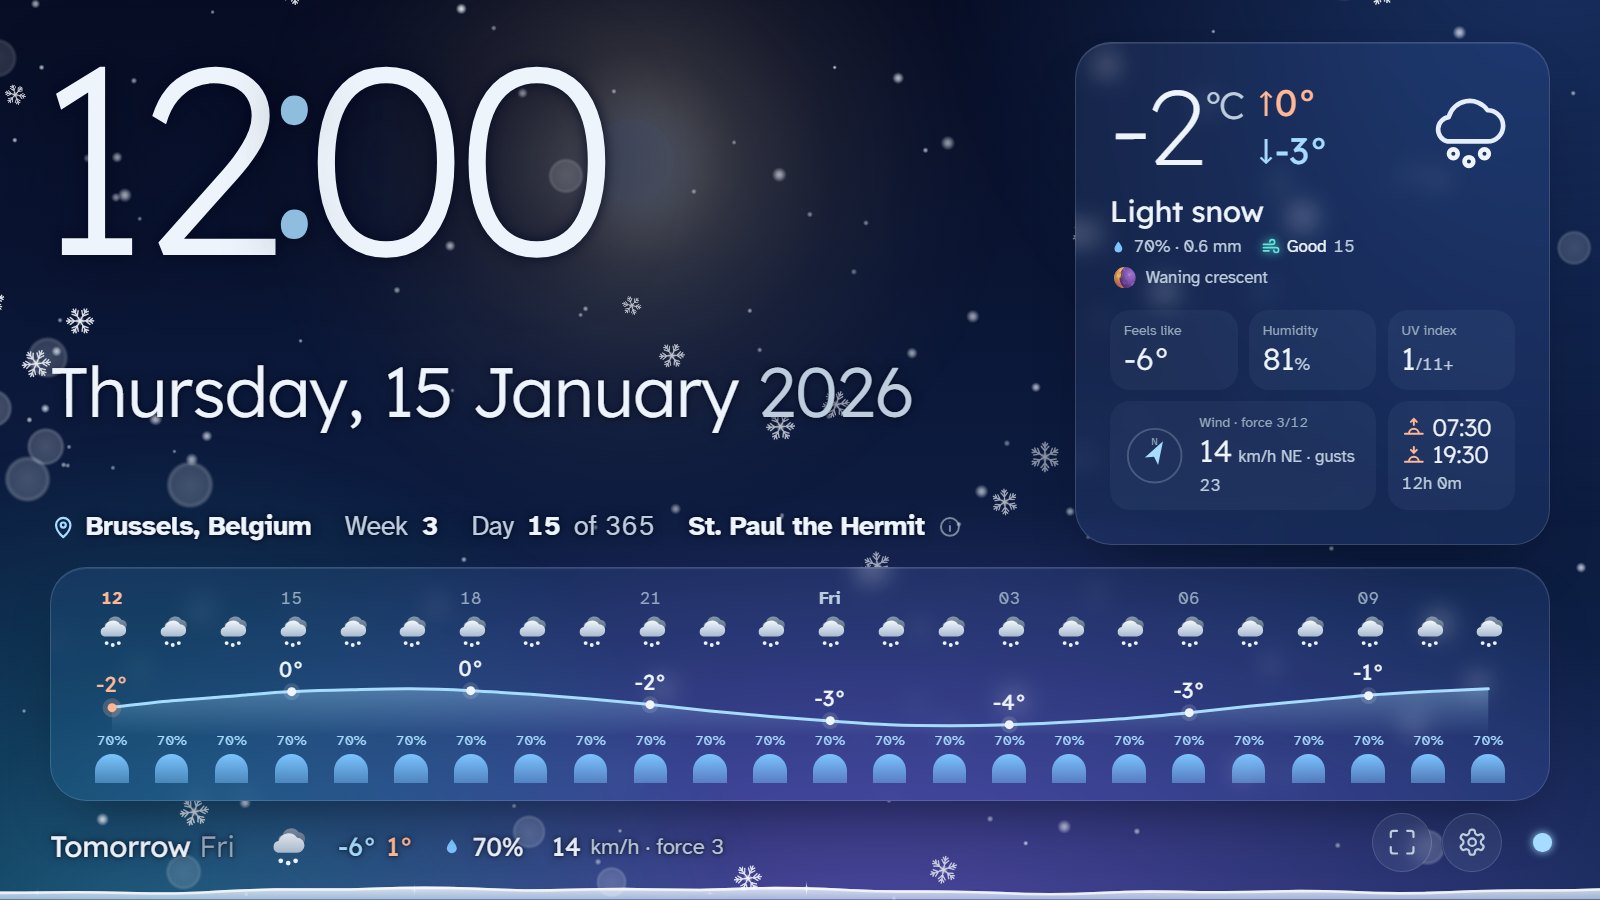 12:00
Thursday, 15 January 2026
Brussels, Belgium Week 3 Day 15 of 365 St. Paul the Hermit
-2°C ↑0°
↓-3°
Light snow
70% · 0.6 mm Good 15
Waning crescent
Feels like
-6°
Humidity
81%
UV index
1/11+
Wind · force 3/12
N
14 km/h NE · gusts
23
07:30
19:30
12h 0m
12 15 18 21 Fri 03 06 09
-2° 0° 0° -2° -3° -4° -3° -1°
70% 70% 70% 70% 70% 70% 70% 70% 70% 70% 70% 70% 70% 70% 70% 70% 70% 70% 70% 70% 70% 70% 70% 70%
Tomorrow Fri -6° 1° 70% 14 km/h · force 3